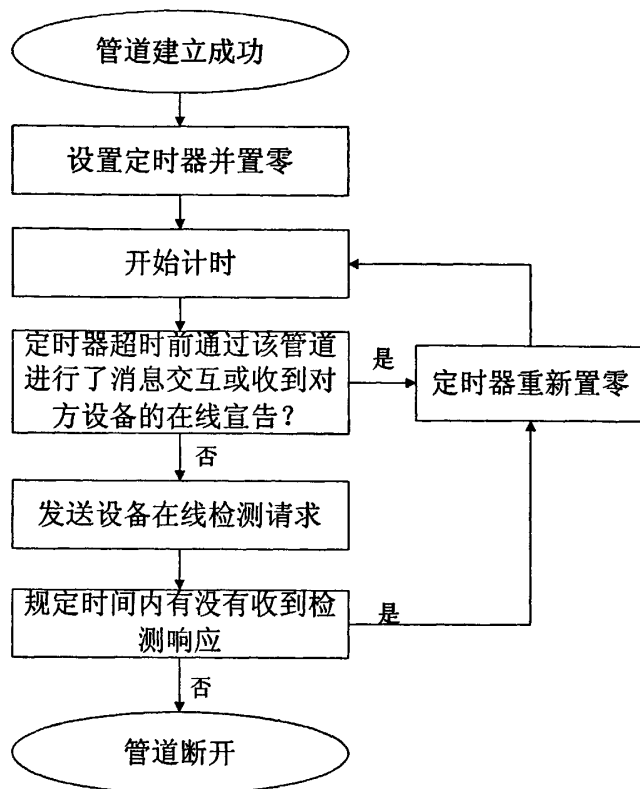 管道建立成功
设置定时器并置零
开始计时
定时器超时前通过该管道
进行了消息交互或收到对
方设备的在线宣告？
是
定时器重新置零
否
发送设备在线检测请求
规定时间内有没有收到检
测响应
是
否
管道断开